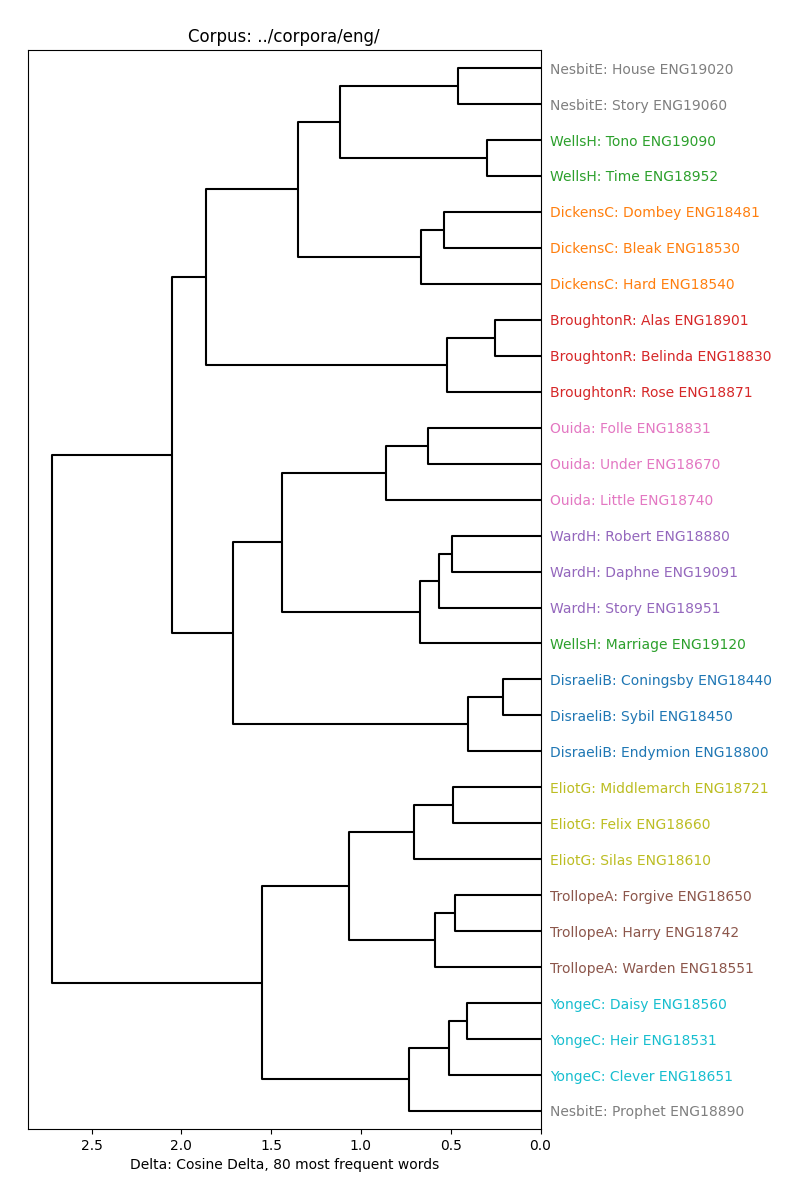 Corpus: ../corpora/eng/
NesbitE: House ENG19020
NesbitE: Story ENG19060
WellsH: Tono ENG19090
WellsH: Time ENG18952
DickensC: Dombey ENG18481
DickensC: Bleak ENG18530
DickensC: Hard ENG18540
BroughtonR: Alas ENG18901
BroughtonR: Belinda ENG18830
BroughtonR: Rose ENG18871
Ouida: Folle ENG18831
Ouida: Under ENG18670
Ouida: Little ENG18740
WardH: Robert ENG18880
WardH: Daphne ENG19091
WardH: Story ENG18951
WellsH: Marriage ENG19120
DisraeliB: Coningsby ENG18440
DisraeliB: Sybil ENG18450
DisraeliB: Endymion ENG18800
EliotG: Middlemarch ENG18721
EliotG: Felix ENG18660
EliotG: Silas ENG18610
TrollopeA: Forgive ENG18650
TrollopeA: Harry ENG18742
TrollopeA: Warden ENG18551
YongeC: Daisy ENG18560
YongeC: Heir ENG18531
YongeC: Clever ENG18651
NesbitE: Prophet ENG18890
2.5 2.0 1.5 1.0 0.5 0.0
Delta: Cosine Delta, 80 most frequent words